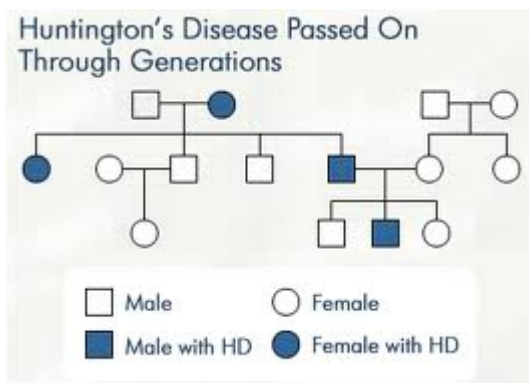 Huntington's Disease Passed On
Through Generations
Male
Female
Male with HD
Female with HD